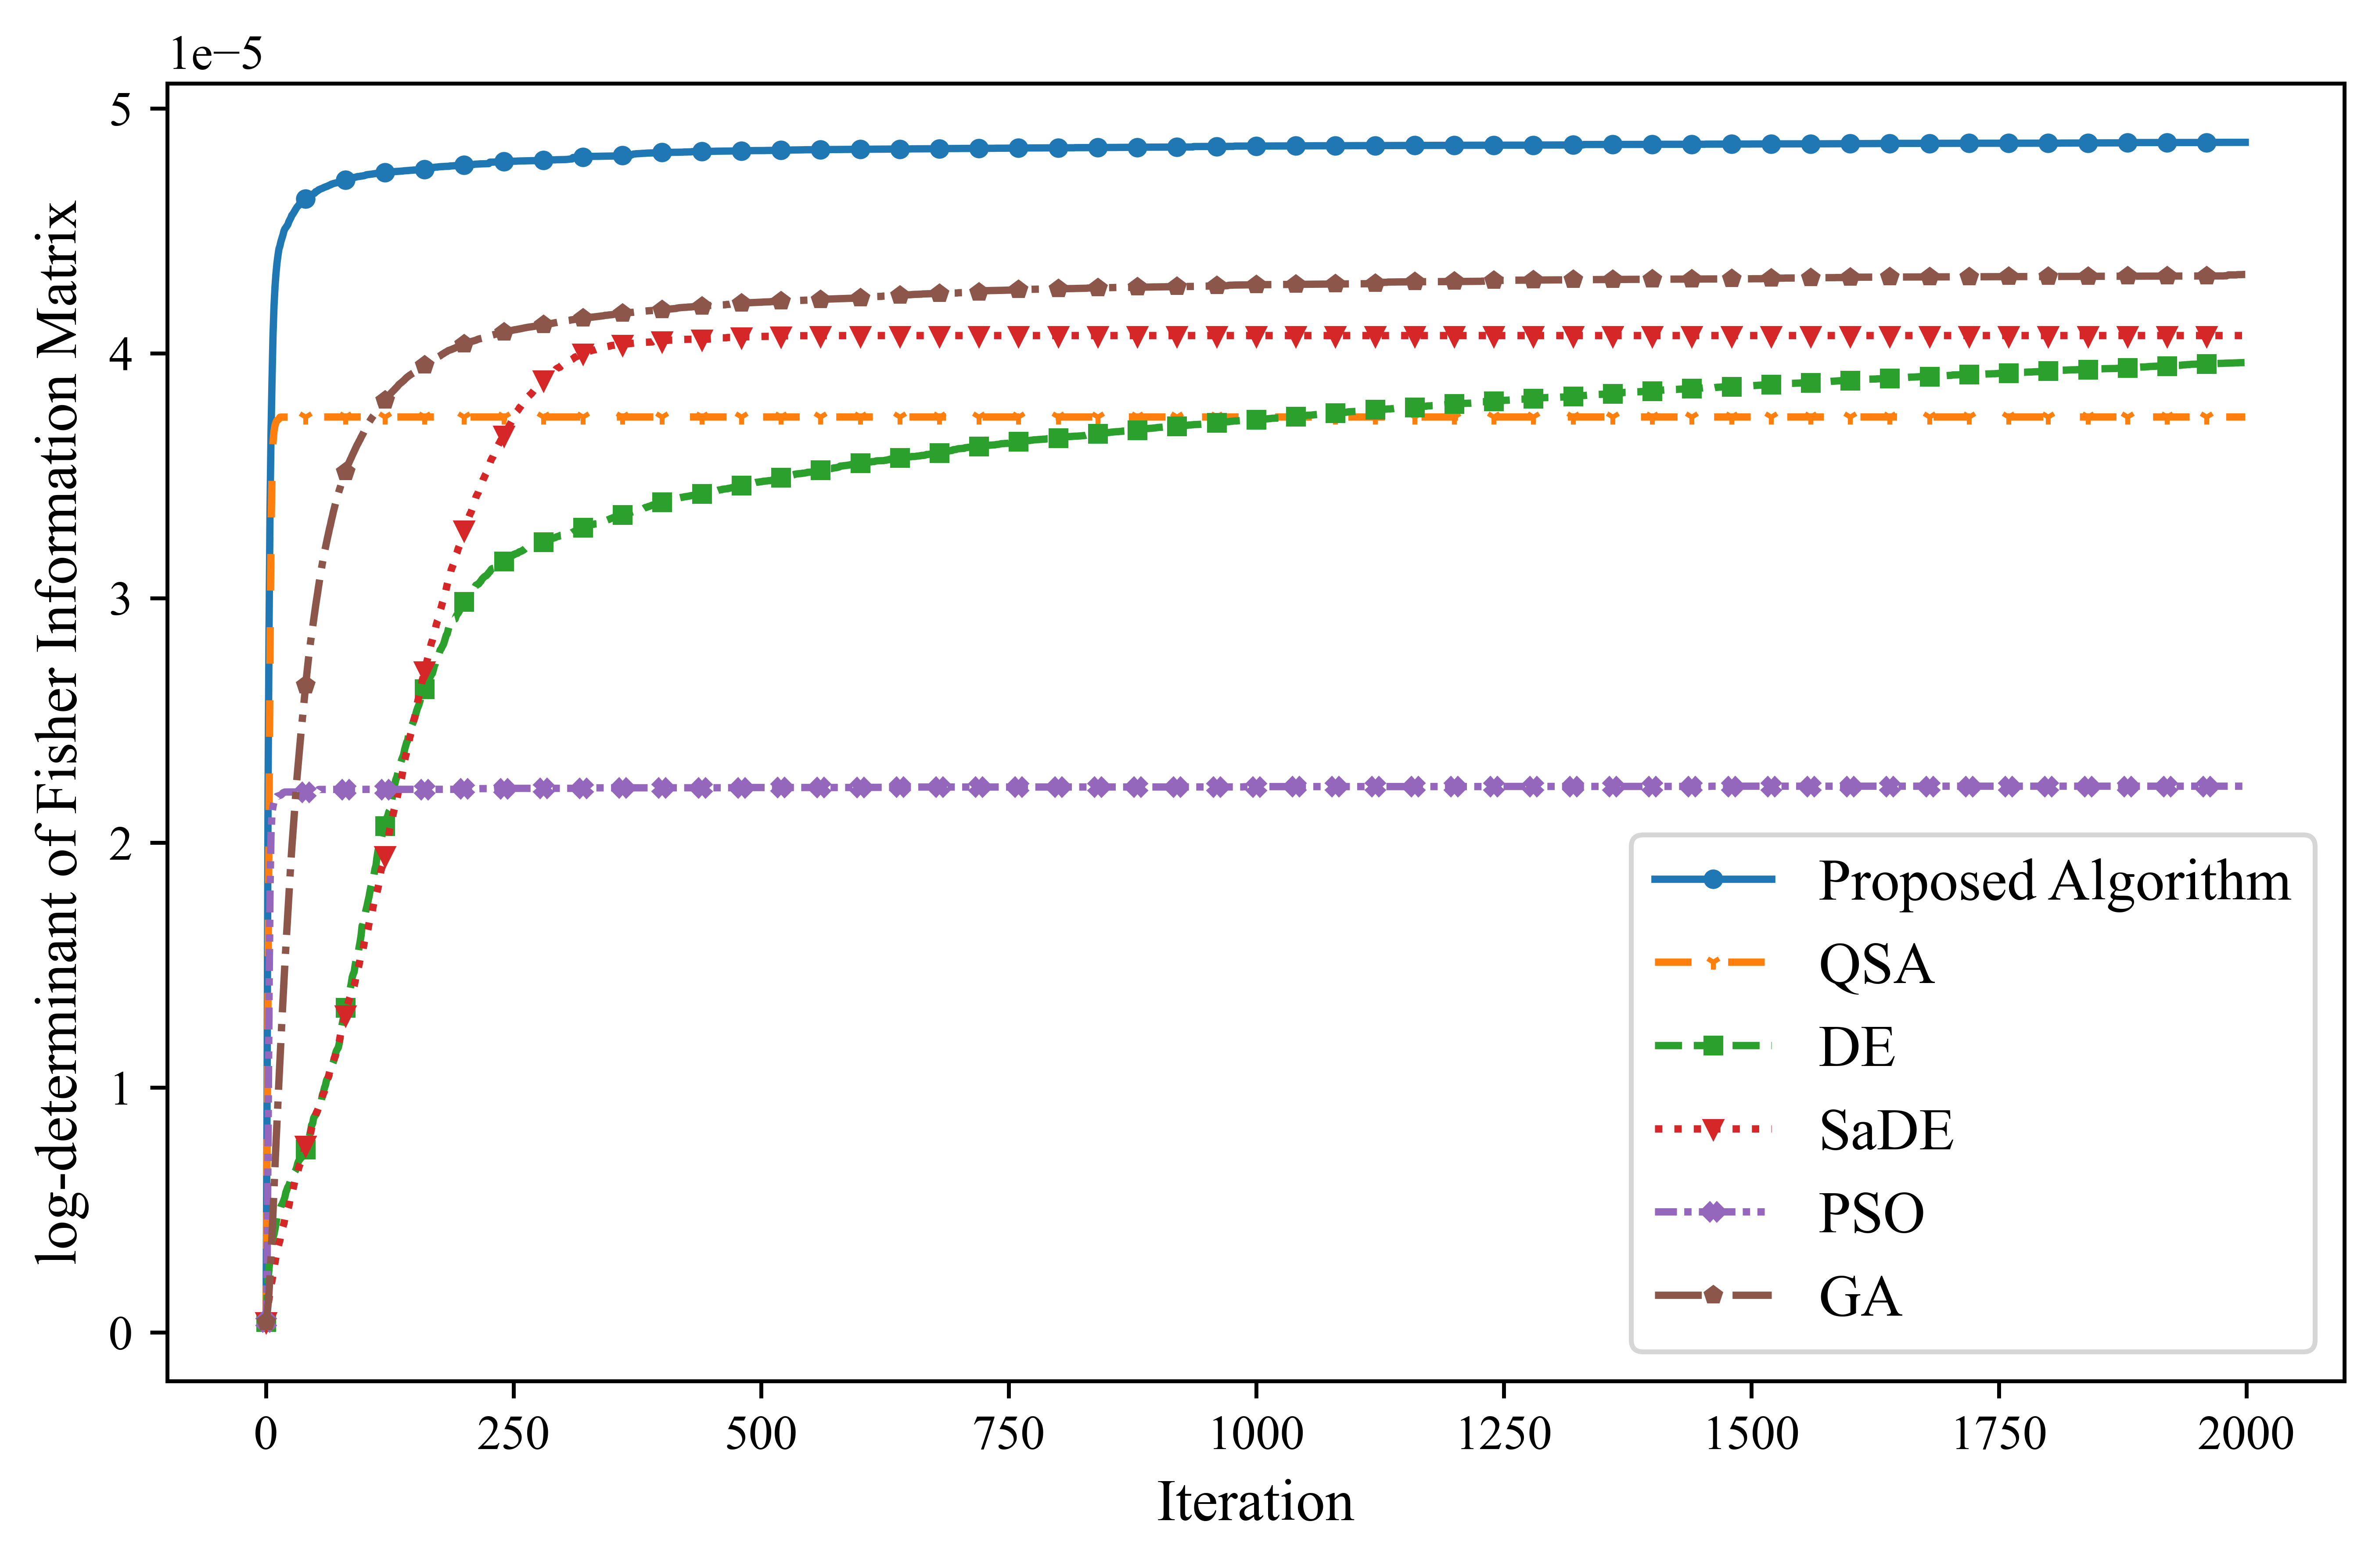 1e−5
5
4
3
2
1
0
log-determinant of Fisher Information Matrix
0 250 500 750 1000 1250 1500 1750 2000
Iteration
Proposed Algorithm
QSA
DE
SaDE
PSO
GA